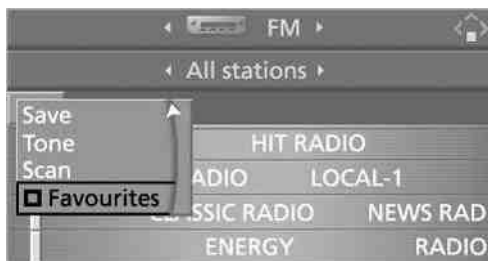 FM
All stations
Save
Tone
Scan
Favourites
HIT RADIO
ADIO LOCAL-1
SSIC RADIO NEWS RAD
ENERGY RADIO